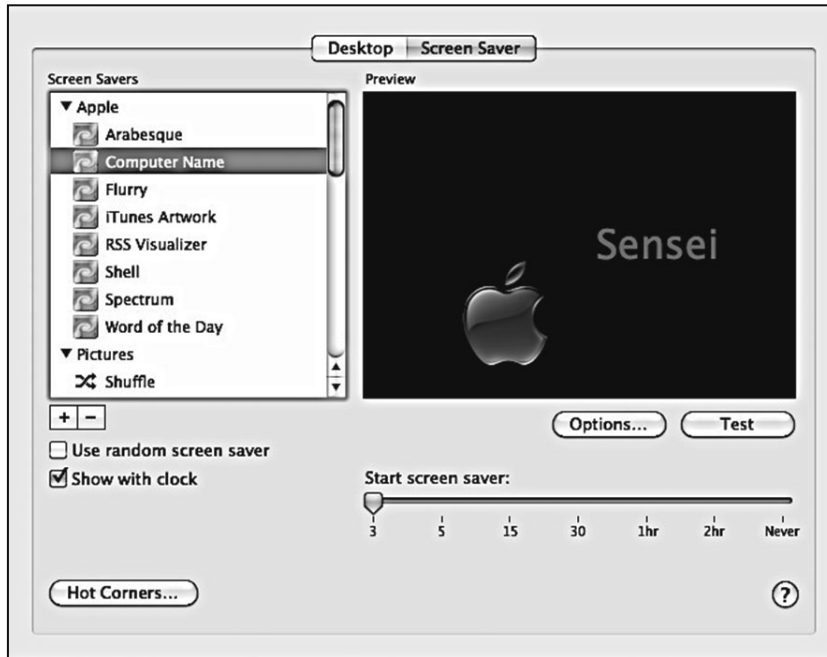 Desktop Screen Saver
Screen Savers
Preview
▼ Apple
Arabesque
Computer Name
Flurry
iTunes Artwork
RSS Visualizer
Shell
Spectrum
Word of the Day
▼ Pictures
Shuffle
Sensei
+ −
Options... Test
Use random screen saver
Show with clock
Start screen saver:
3 5 15 30 1hr 2hr Never
Hot Corners... ?